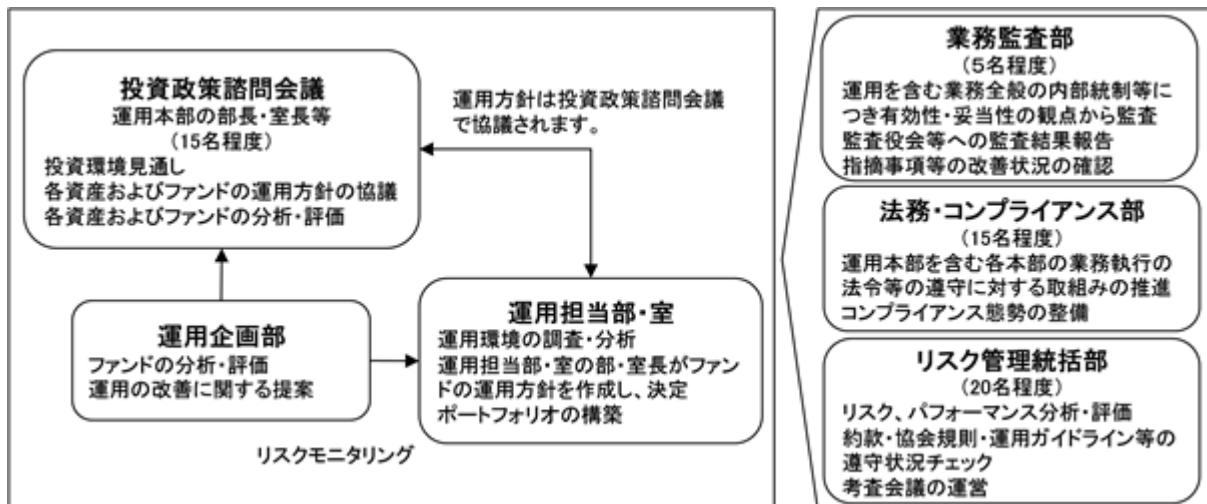 投資政策諮問会議
運用本部の部長・室長等
(15名程度)
投資環境見通し
各資産およびファンドの運用方針の協議
各資産およびファンドの分析・評価
運用方針は投資政策諮問会議
で協議されます。
運用企画部
ファンドの分析・評価
運用の改善に関する提案
運用担当部・室
運用環境の調査・分析
運用担当部・室の部・室長がファン
ドの運用方針を作成し、決定
ポートフォリオの構築
リスクモニタリング
業務監査部
(5名程度)
運用を含む業務全般の内部統制等に
つき有効性・妥当性の観点から監査
監査役会等への監査結果報告
指摘事項等の改善状況の確認
法務・コンプライアンス部
(15名程度)
運用本部を含む各本部の業務執行の
法令等の遵守に対する取組みの推進
コンプライアンス態勢の整備
リスク管理統括部
(20名程度)
リスク、パフォーマンス分析・評価
約款・協会規則・運用ガイドライン等の
遵守状況チェック
考査会議の運営